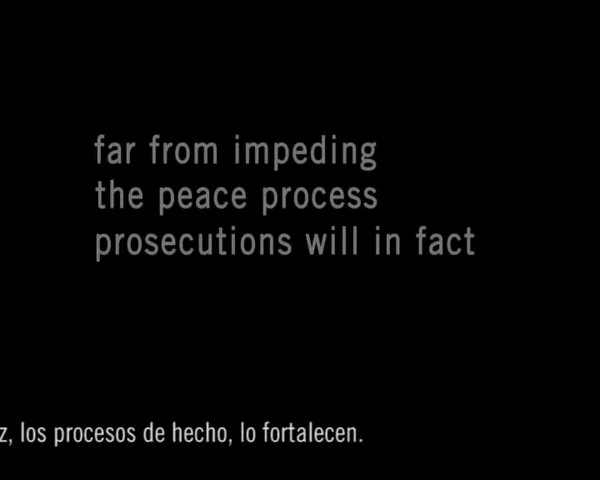 far from impeding
the peace process
prosecutions will in fact
z, los procesos de hecho, lo fortalecen.